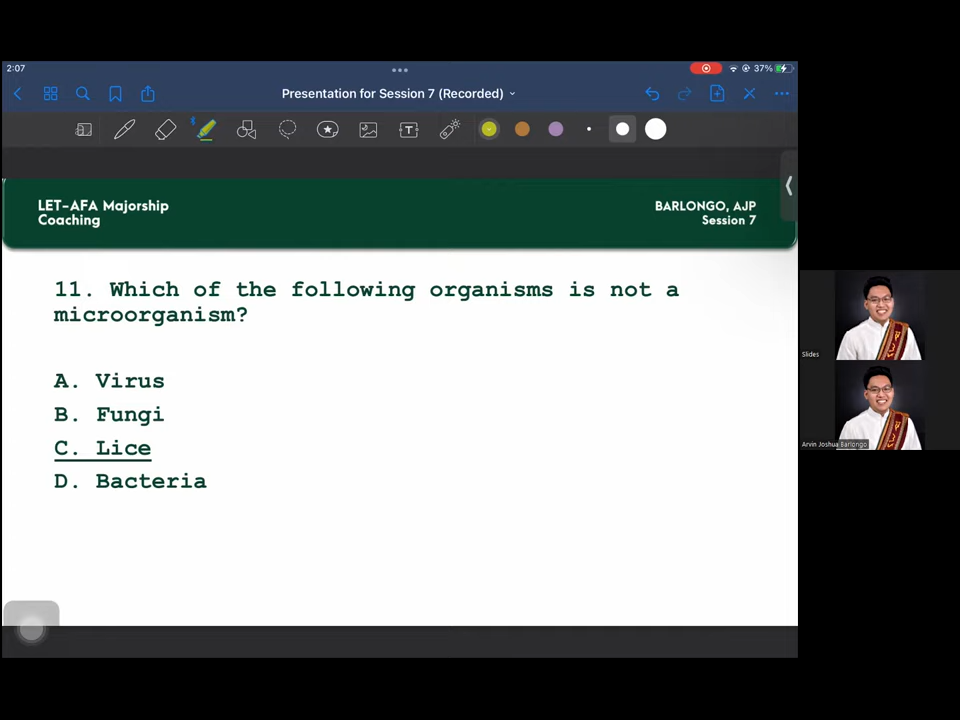 2:07
37%
Presentation for Session 7 (Recorded)
T
LET-AFA Majorship
Coaching
BARLONGO, AJP
Session 7
11. Which of the following organisms is not a
microorganism?
A. Virus
B. Fungi
C. Lice
D. Bacteria
Slides
Arvin Joshua Barlongo